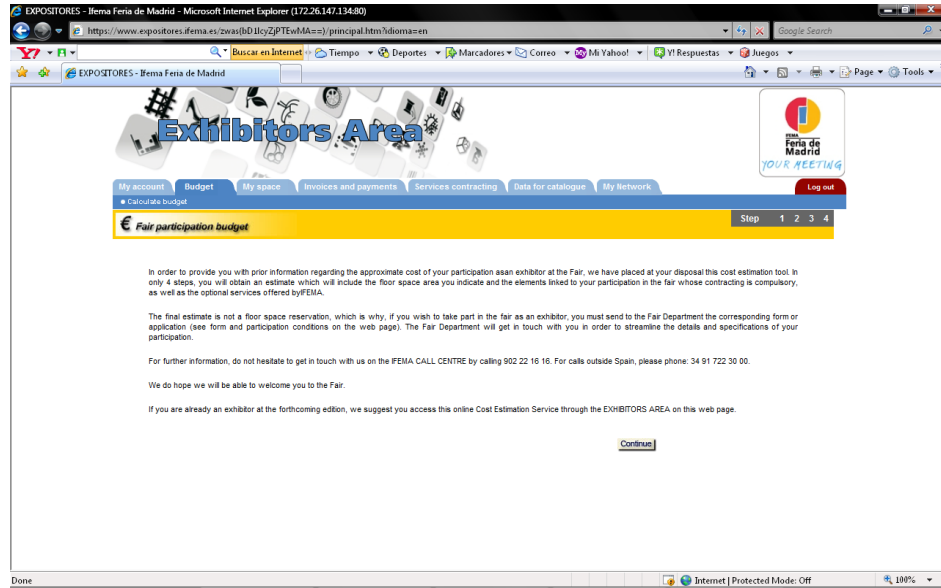 EXPOSITORES - Ifema Feria de Madrid - Microsoft Internet Explorer (172.26.147.134:80)
https://www.expositores.ifema.es/zwas(bD1lcyZjPTEwMA==)/principal.htm?idioma=en
Google Search
Y7
Buscar en Internet
Tiempo
Deportes
Marcadores
Correo
Mi Yahoo!
Y! Respuestas
Juegos
EXPOSITORES - Ifema Feria de Madrid
Page
Tools
Exhibitors Area
IFEMA
Feria de
Madrid
YOUR MEETING
My account
Budget
My space
Invoices and payments
Services contracting
Data for catalogue
My Network
Log out
Calculate budget
€ Fair participation budget
Step 1 2 3 4
In order to provide you with prior information regarding the approximate cost of your participation asan exhibitor at the Fair, we have placed at your disposal this cost estimation tool. In
only 4 steps, you will obtain an estimate which will include the floor space area you indicate and the elements linked to your participation in the fair whose contracting is compulsory,
as well as the optional services offered byIFEMA.
The final estimate is not a floor space reservation, which is why, if you wish to take part in the fair as an exhibitor, you must send to the Fair Department the corresponding form or
application (see form and participation conditions on the web page). The Fair Department will get in touch with you in order to streamline the details and specifications of your
participation.
For further information, do not hesitate to get in touch with us on the IFEMA CALL CENTRE by calling 902 22 16 16. For calls outside Spain, please phone: 34 91 722 30 00.
We do hope we will be able to welcome you to the Fair.
If you are already an exhibitor at the forthcoming edition, we suggest you access this online Cost Estimation Service through the EXHIBITORS AREA on this web page.
Continue
Done
Internet | Protected Mode: Off
100%